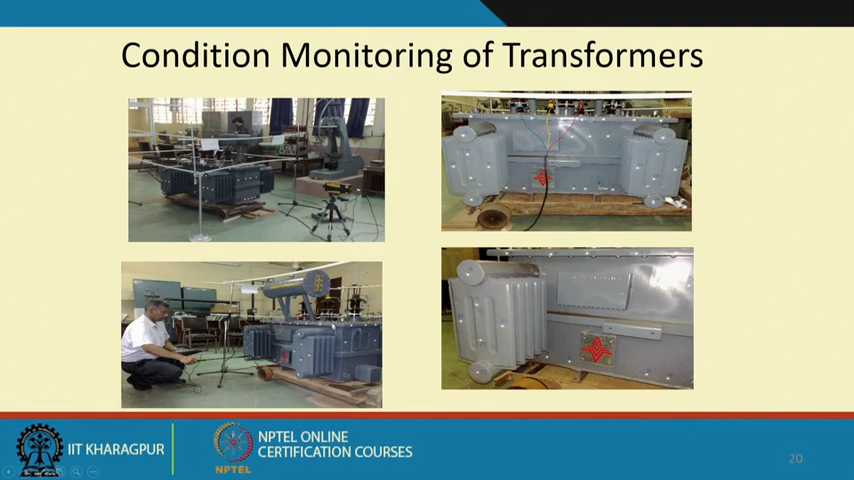 Condition Monitoring of Transformers
IIT KHARAGPUR
NPTEL
NPTEL ONLINE
CERTIFICATION COURSES
20